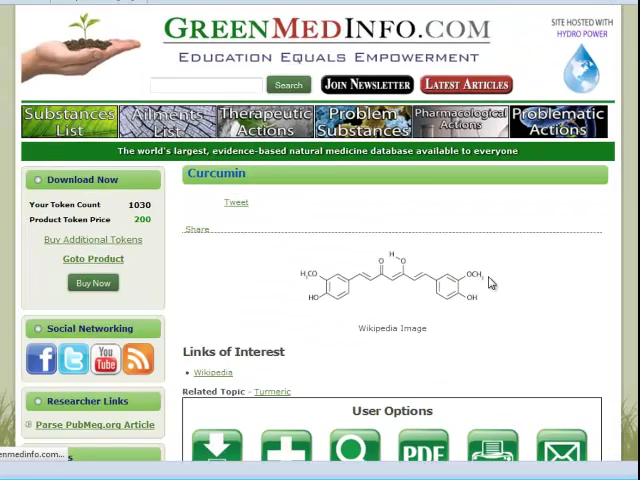 GREENMEDINFO.COM
EDUCATION EQUALS EMPOWERMENT
SITE HOSTED WITH
HYDRO POWER
Search
JOIN NEWSLETTER
LATEST ARTICLES
Substances List
Ailments List
Therapeutic Actions
Problem Substances
Pharmacological Actions
Problematic Actions
The world's largest, evidence-based natural medicine database available to everyone
Download Now
Your Token Count 1030
Product Token Price 200
Buy Additional Tokens
Goto Product
Buy Now
Social Networking
You
Tube
Researcher Links
Parse PubMeg.org Article
Curcumin
Tweet
Share
H₃CO
O
H
O
OCH₃
HO
OH
Wikipedia Image
Links of Interest
Wikipedia
Related Topic - Turmeric
User Options
PDF
enmedinfo.com...